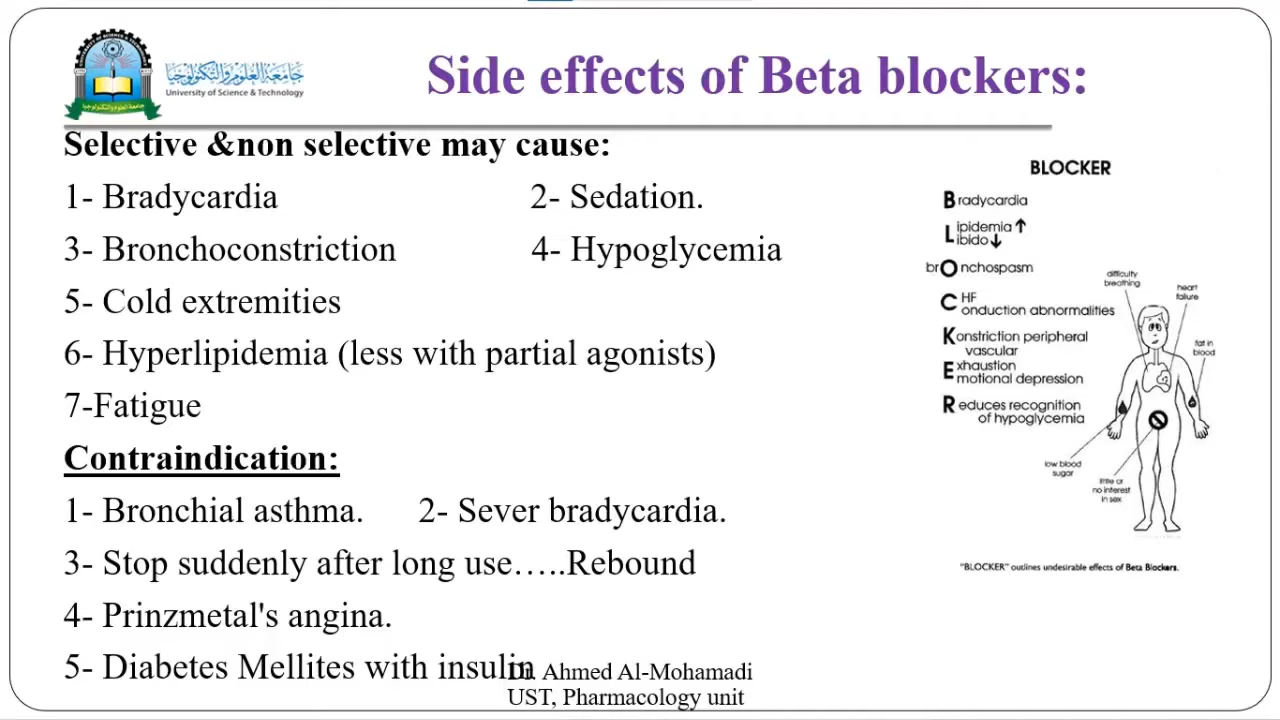 جامعة العلوم والتكنولوجيا
University of Science & Technology
Side effects of Beta blockers:
Selective &non selective may cause:
1- Bradycardia 2- Sedation.
3- Bronchoconstriction 4- Hypoglycemia
5- Cold extremities
6- Hyperlipidemia (less with partial agonists)
7-Fatigue
Contraindication:
1- Bronchial asthma. 2- Sever bradycardia.
3- Stop suddenly after long use…..Rebound
4- Prinzmetal's angina.
5- Diabetes Mellites with insulin
Dr. Ahmed Al-Mohamadi
UST, Pharmacology unit
BLOCKER
Bradycardia
Lipidemia ↑
Libido ↓
brOnchospasm
CHF
Conduction abnormalities
Konstriction peripheral
vascular
Exhaustion
Emotional depression
Reduces recognition
of hypoglycemia
difficulty
breathing
heart
failure
fat in
blood
low blood
sugar
little or
no interest
in sex
"BLOCKER" outlines undesirable effects of Beta Blockers.